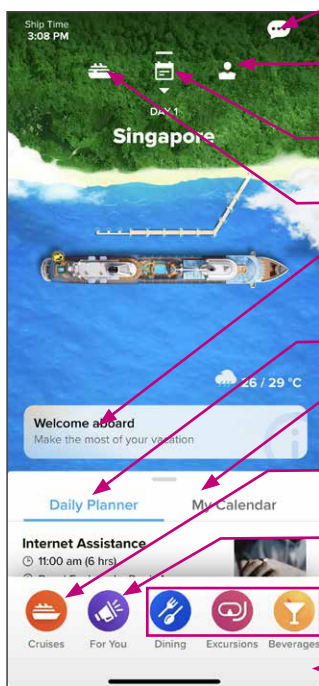 Ship Time
3:08 PM
DAY 1
Singapore
26 / 29 °C
Welcome aboard
Make the most of your vacation
Daily Planner
My Calendar
Internet Assistance
11:00 am (6 hrs)
Cruises
For You
Dining
Excursions
Beverages